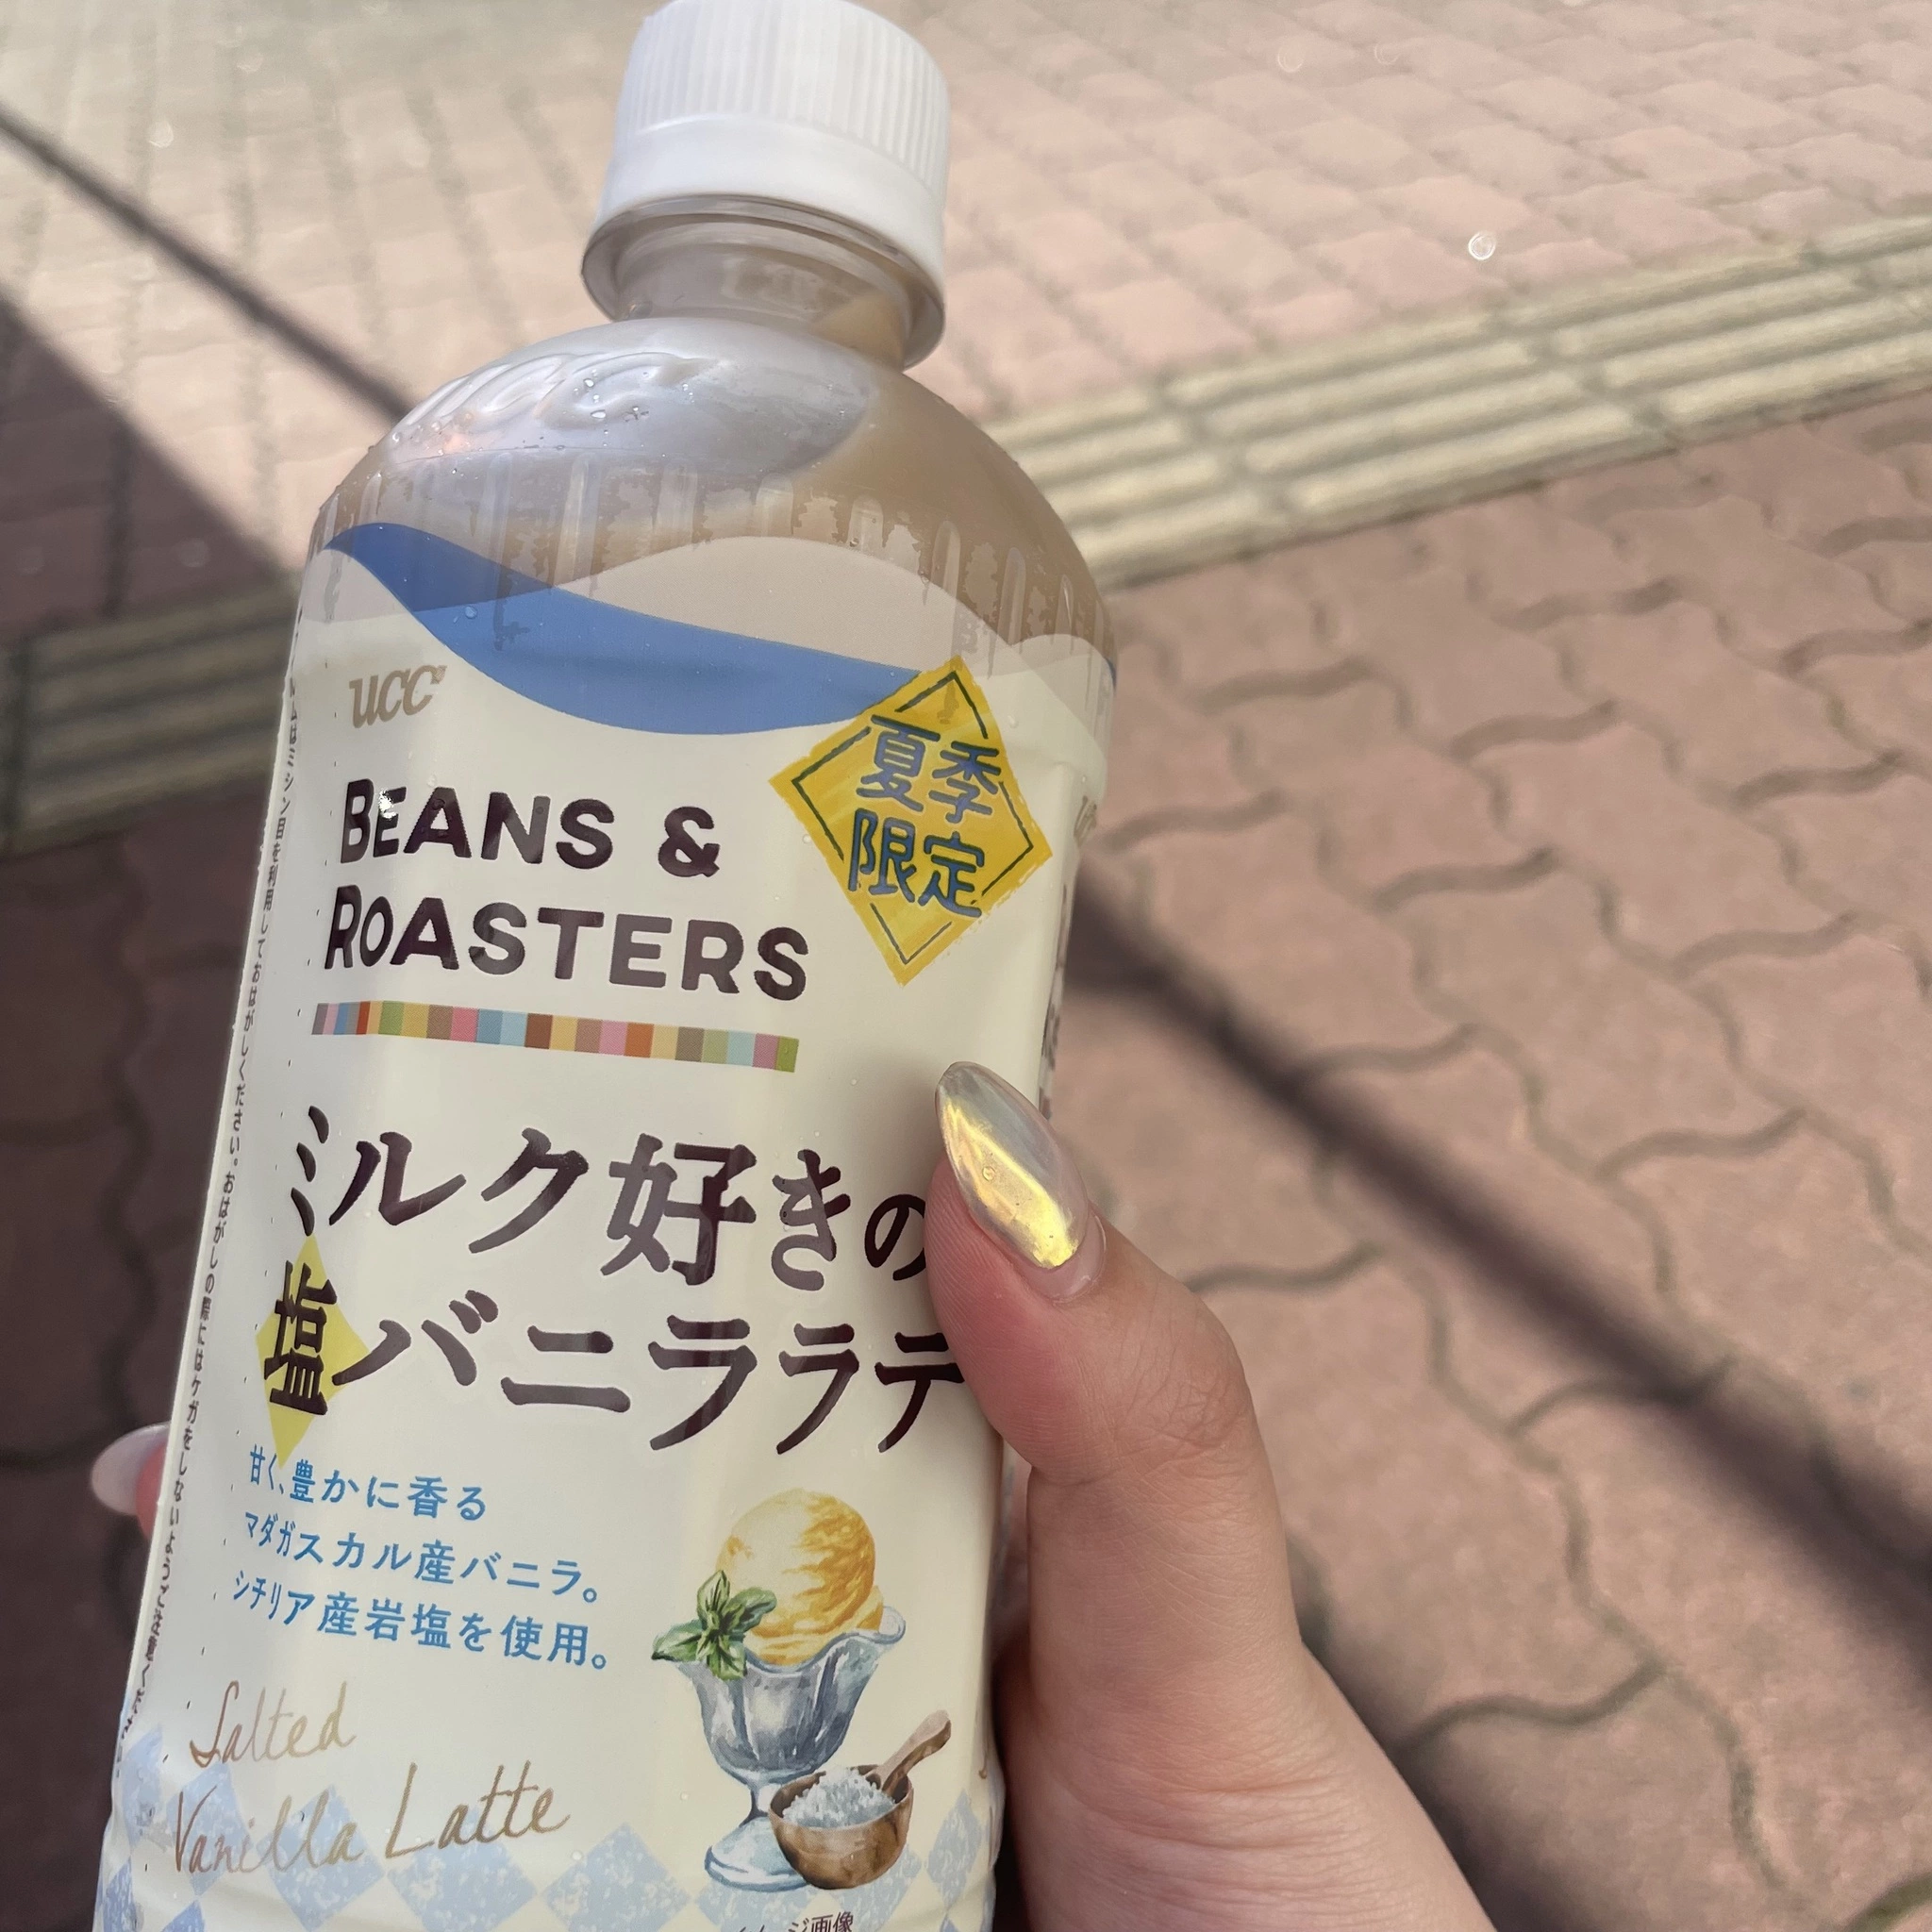 ucc
BEANS &
ROASTERS
夏季
限定
ミルク好きの
塩バニララテ
甘く、豊かに香る
マダガスカル産バニラ。
シチリア産岩塩を使用。
Salted
Vanilla Latte